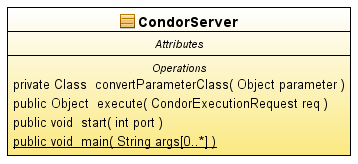 CondorServer
Attributes
Operations
private Class convertParameterClass( Object parameter )
public Object execute( CondorExecutionRequest req )
public void start( int port )
public void main( String args[0..*] )